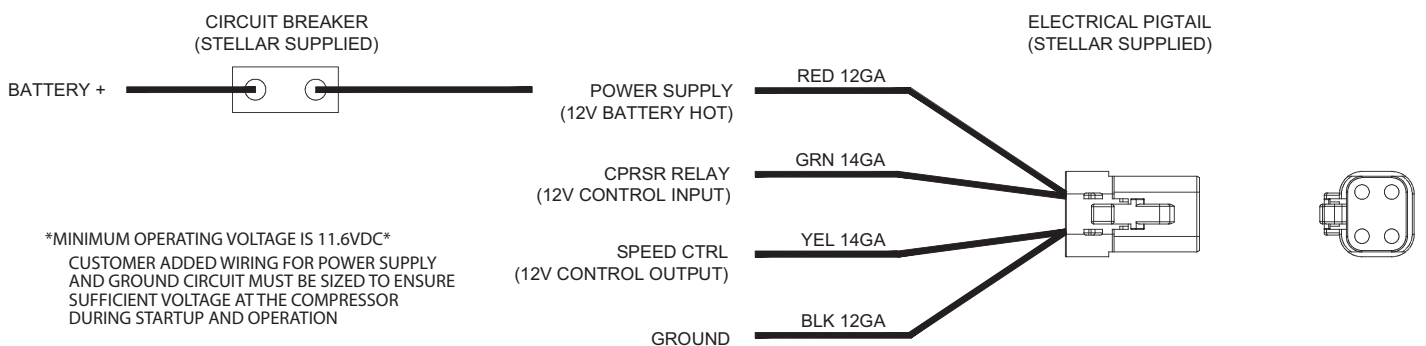 CIRCUIT BREAKER
(STELLAR SUPPLIED)
ELECTRICAL PIGTAIL
(STELLAR SUPPLIED)
BATTERY +
POWER SUPPLY
(12V BATTERY HOT)
RED 12GA
CPRSR RELAY
(12V CONTROL INPUT)
GRN 14GA
SPEED CTRL
(12V CONTROL OUTPUT)
YEL 14GA
GROUND
BLK 12GA
*MINIMUM OPERATING VOLTAGE IS 11.6VDC*
CUSTOMER ADDED WIRING FOR POWER SUPPLY
AND GROUND CIRCUIT MUST BE SIZED TO ENSURE
SUFFICIENT VOLTAGE AT THE COMPRESSOR
DURING STARTUP AND OPERATION